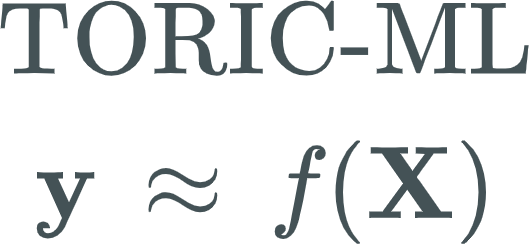 TORIC-ML
y ≈ f(X)